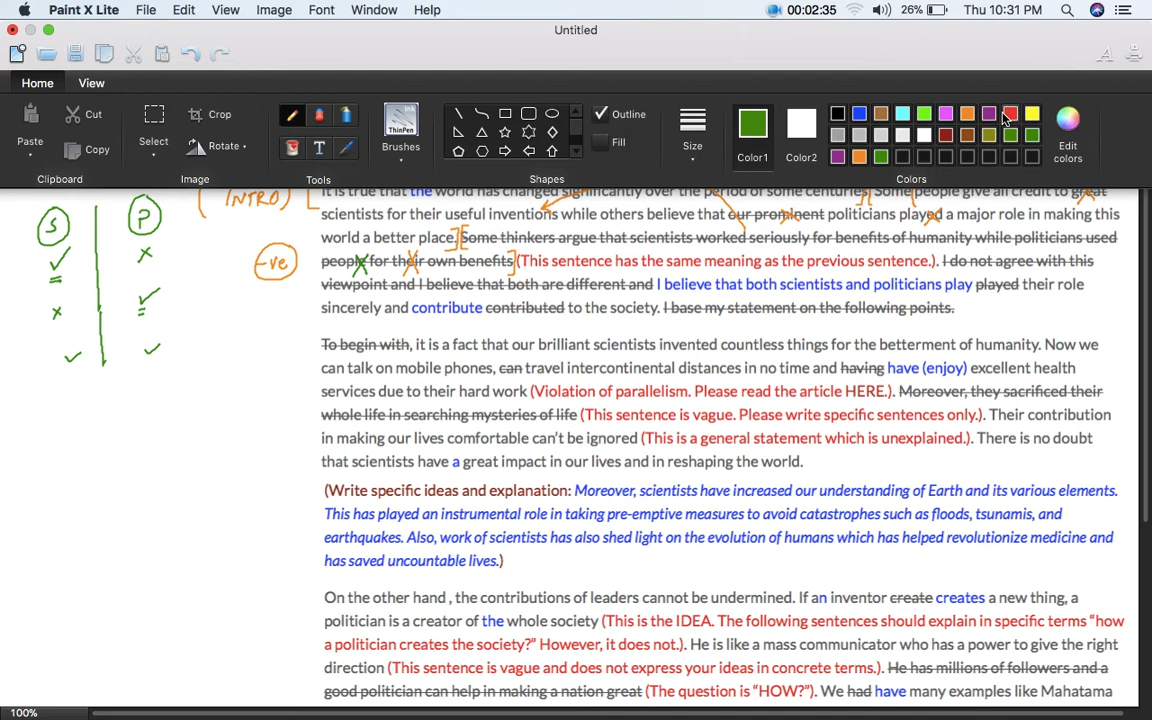 Paint X Lite File Edit View Image Font Window Help 00:02:35 26% Thu 10:31 PM
Untitled
Home View
Paste Cut Copy Select Crop Rotate Brushes Outline Fill Size Color1 Color2 Edit colors
Ink ThinPen
Clipboard Image Tools Shapes Colors
(INTRO) It is true that the world has changed significantly over the period of some centuries. Some people give all credit to great
S P scientists for their useful inventions while others believe that our prominent politicians played a major role in making this
world a better place. Some thinkers argue that scientists worked seriously for benefits of humanity while politicians used
-ve people for their own benefits (This sentence has the same meaning as the previous sentence.). I do not agree with this
viewpoint and I believe that both are different and I believe that both scientists and politicians play played their role
sincerely and contribute contributed to the society. I base my statement on the following points.
To begin with, it is a fact that our brilliant scientists invented countless things for the betterment of humanity. Now we
can talk on mobile phones, can travel intercontinental distances in no time and having have (enjoy) excellent health
services due to their hard work (Violation of parallelism. Please read the article HERE.). Moreover, they sacrificed their
whole life in searching mysteries of life (This sentence is vague. Please write specific sentences only.). Their contribution
in making our lives comfortable can't be ignored (This is a general statement which is unexplained.). There is no doubt
that scientists have a great impact in our lives and in reshaping the world.
(Write specific ideas and explanation: Moreover, scientists have increased our understanding of Earth and its various elements.
This has played an instrumental role in taking pre-emptive measures to avoid catastrophes such as floods, tsunamis, and
earthquakes. Also, work of scientists has also shed light on the evolution of humans which has helped revolutionize medicine and
has saved uncountable lives.)
On the other hand , the contributions of leaders cannot be undermined. If an inventor create creates a new thing, a
politician is a creator of the whole society (This is the IDEA. The following sentences should explain in specific terms "how
a politician creates the society?" However, it does not.). He is like a mass communicator who has a power to give the right
direction (This sentence is vague and does not express your ideas in concrete terms.). He has millions of followers and a
good politician can help in making a nation great (The question is "HOW?"). We had have many examples like Mahatama
100%